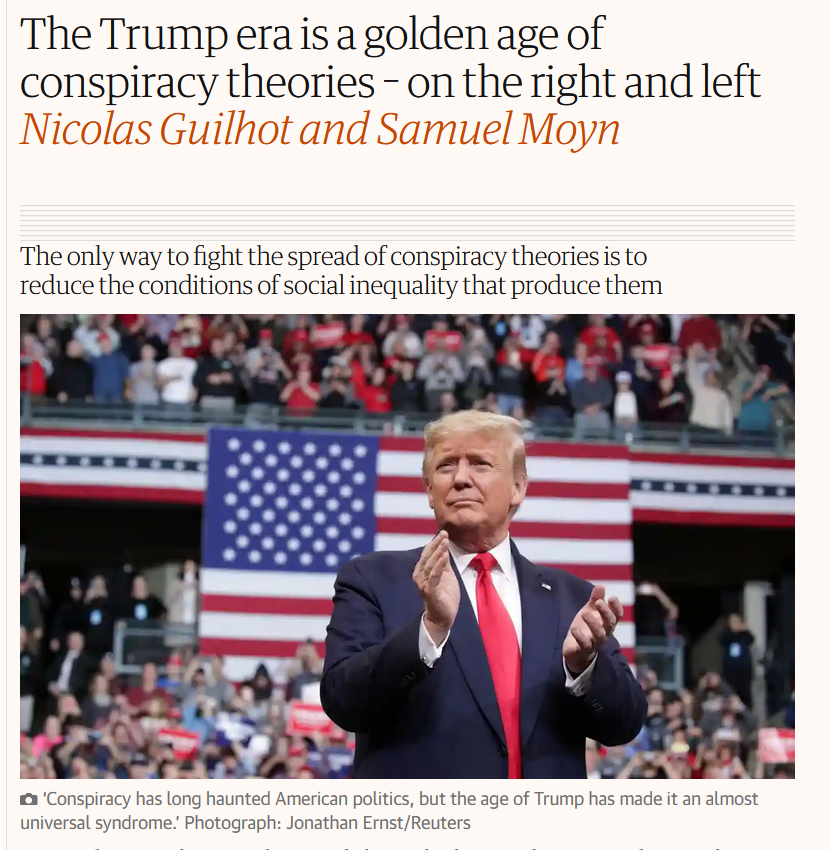 The Trump era is a golden age of
conspiracy theories – on the right and left
Nicolas Guilhot and Samuel Moyn
The only way to fight the spread of conspiracy theories is to
reduce the conditions of social inequality that produce them
‘Conspiracy has long haunted American politics, but the age of Trump has made it an almost
universal syndrome.’ Photograph: Jonathan Ernst/Reuters